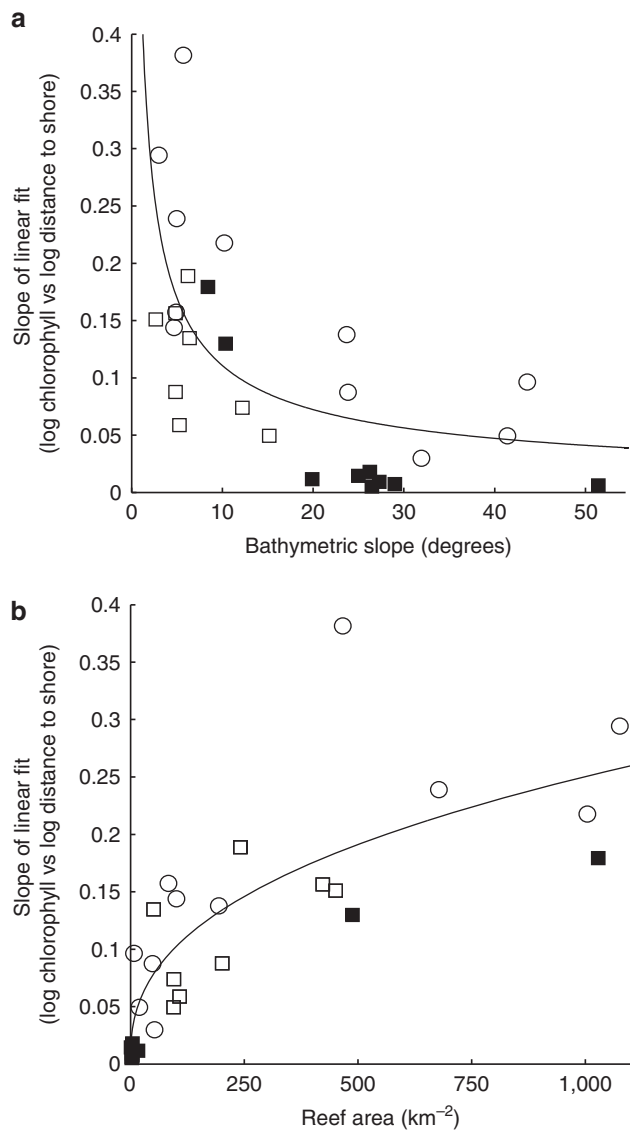 a
0.4
0.35
0.3
0.25
0.2
0.15
0.1
0.05
0
Slope of linear fit
(log chlorophyll vs log distance to shore)
0 10 20 30 40 50
Bathymetric slope (degrees)
b
0.4
0.35
0.3
0.25
0.2
0.15
0.1
0.05
0
Slope of linear fit
(log chlorophyll vs log distance to shore)
0 250 500 750 1,000
Reef area (km⁻²)